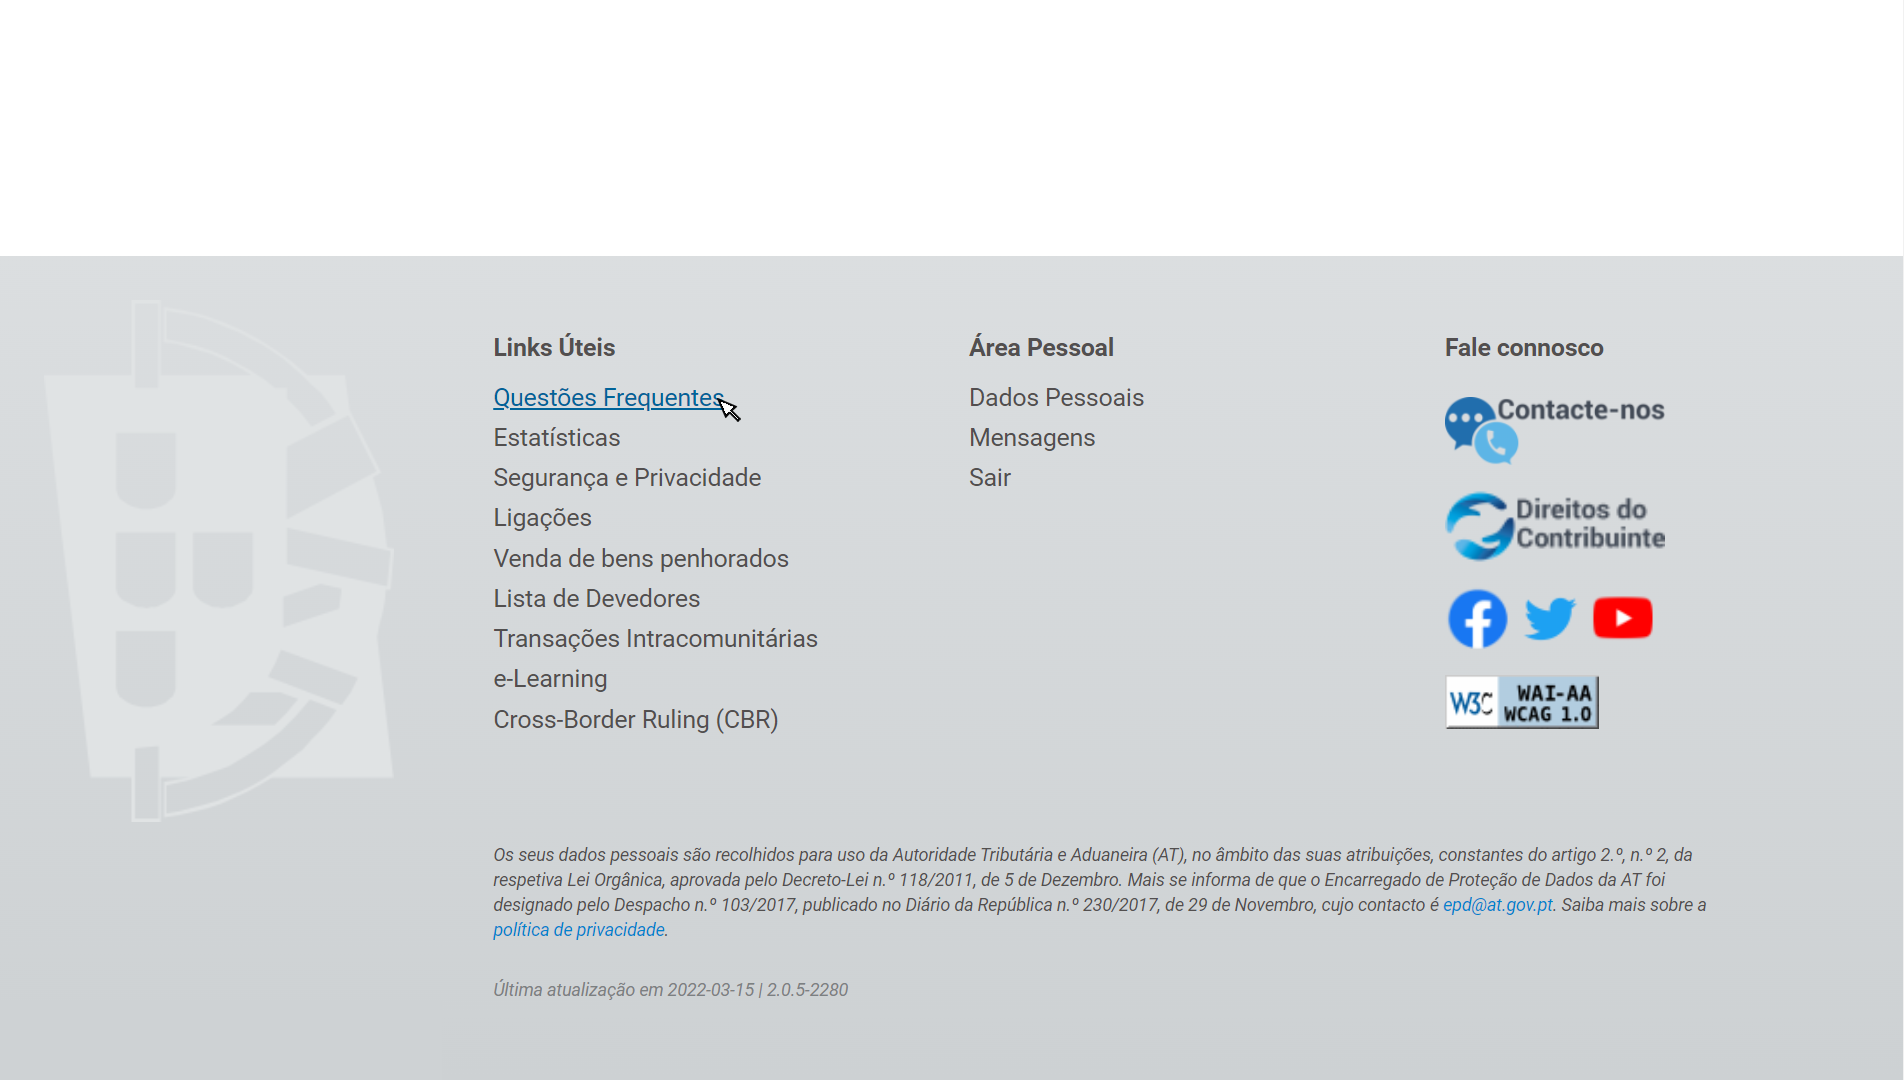 Links Úteis
Questões Frequentes
Estatísticas
Segurança e Privacidade
Ligações
Venda de bens penhorados
Lista de Devedores
Transações Intracomunitárias
e-Learning
Cross-Border Ruling (CBR)
Área Pessoal
Dados Pessoais
Mensagens
Sair
Fale connosco
Contacte-nos
Direitos do
Contribuinte
W3C WAI-AA
WCAG 1.0
Os seus dados pessoais são recolhidos para uso da Autoridade Tributária e Aduaneira (AT), no âmbito das suas atribuições, constantes do artigo 2.º, n.º 2, da
respetiva Lei Orgânica, aprovada pelo Decreto-Lei n.º 118/2011, de 5 de Dezembro. Mais se informa de que o Encarregado de Proteção de Dados da AT foi
designado pelo Despacho n.º 103/2017, publicado no Diário da República n.º 230/2017, de 29 de Novembro, cujo contacto é epd@at.gov.pt. Saiba mais sobre a
política de privacidade.
Última atualização em 2022-03-15 | 2.0.5-2280